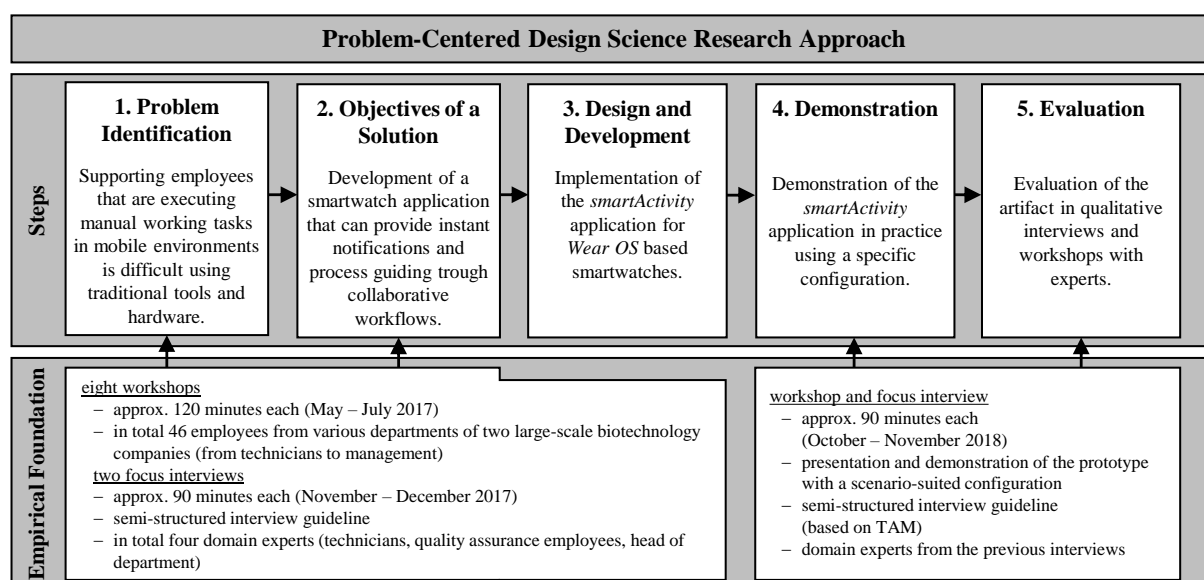 Problem-Centered Design Science Research Approach
Steps
1. Problem
Identification
Supporting employees
that are executing
manual working tasks
in mobile environments
is difficult using
traditional tools and
hardware.
2. Objectives of a
Solution
Development of a
smartwatch application
that can provide instant
notifications and
process guiding trough
collaborative
workflows.
3. Design and
Development
Implementation of
the smartActivity
application for
Wear OS based
smartwatches.
4. Demonstration
Demonstration of the
smartActivity
application in practice
using a specific
configuration.
5. Evaluation
Evaluation of the
artifact in qualitative
interviews and
workshops with
experts.
Empirical Foundation
eight workshops
– approx. 120 minutes each (May – July 2017)
– in total 46 employees from various departments of two large-scale biotechnology
companies (from technicians to management)
two focus interviews
– approx. 90 minutes each (November – December 2017)
– semi-structured interview guideline
– in total four domain experts (technicians, quality assurance employees, head of
department)
workshop and focus interview
– approx. 90 minutes each
(October – November 2018)
– presentation and demonstration of the prototype
with a scenario-suited configuration
– semi-structured interview guideline
(based on TAM)
– domain experts from the previous interviews